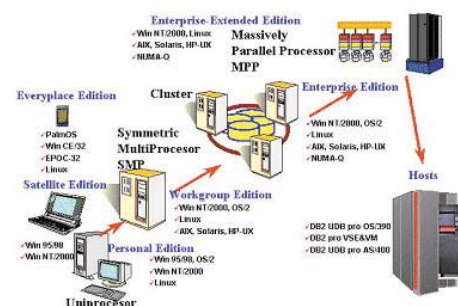 Enterprise-Extended Edition
✓Win NT/2000, Linux
✓AIX, Solaris, HP-UX
✓NUMA-Q
Massively
Parallel Processor
MPP
Everyplace Edition
✓PalmOS
✓Win CE/32
✓EPOC-32
✓Linux
Cluster
Enterprise Edition
✓Win NT/2000, OS/2
✓Linux
✓AIX, Solaris, HP-UX
✓NUMA-Q
Symmetric
MultiProcesor
SMP
Satellite Edition
✓Win 95/98
✓Win NT/2000
Workgroup Edition
✓Win NT/2000, OS/2
✓Linux
✓AIX, Solaris, HP-UX
Hosts
✓DB2 UDB pro OS/390
✓DB2 pro VSE&VM
✓DB2 UDB pro AS/400
Personal Edition
✓Win 95/98, OS/2
✓Win NT/2000
✓Linux
Uniprocesor